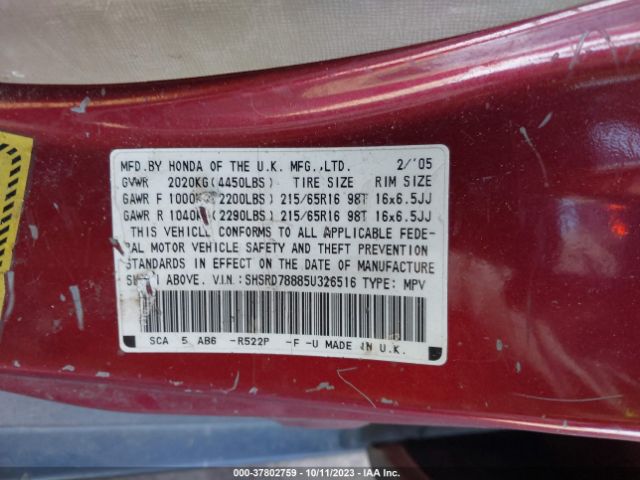 MFD.BY HONDA OF THE U.K. MFG.,LTD. 2/'05
GVWR 2020KG(4450LBS) TIRE SIZE RIM SIZE
GAWR F 1000K 2200LBS) 215/65R16 98T 16x6.5JJ
GAWR R 1040K (2290LBS) 215/65R16 98T 16x6.5JJ
THIS VEHICLE CONFORMS TO ALL APPLICABLE FEDE-
RAL MOTOR VEHICLE SAFETY AND THEFT PREVENTION
STANDARDS IN EFFECT ON THE DATE OF MANUFACTURE
ABOVE. V.I.N.:SHSRD78885U326516 TYPE: MPV
SCA 5 AB6 -R522P -F -U MADE IN U.K.
000-37802759 - 10/11/2023 - IAA Inc.